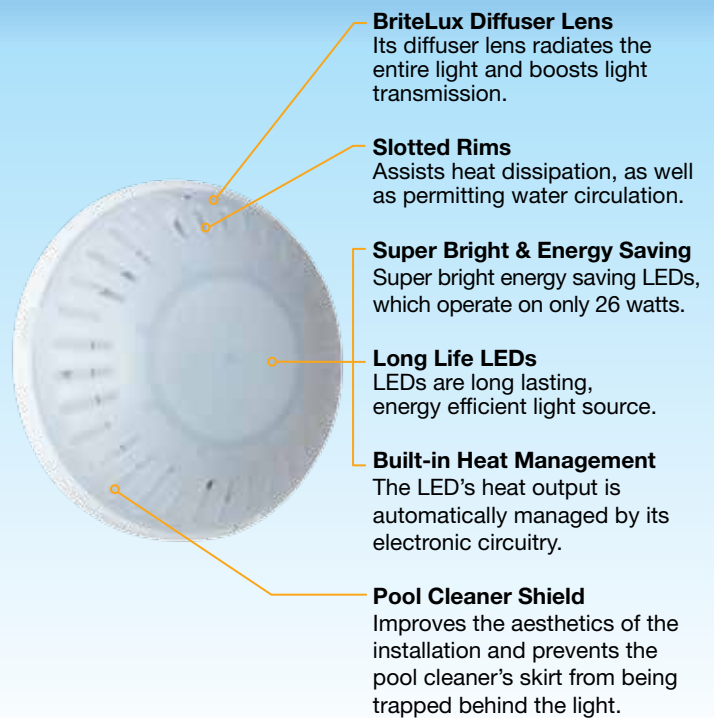 BriteLux Diffuser Lens
Its diffuser lens radiates the
entire light and boosts light
transmission.
Slotted Rims
Assists heat dissipation, as well
as permitting water circulation.
Super Bright & Energy Saving
Super bright energy saving LEDs,
which operate on only 26 watts.
Long Life LEDs
LEDs are long lasting,
energy efficient light source.
Built-in Heat Management
The LED’s heat output is
automatically managed by its
electronic circuitry.
Pool Cleaner Shield
Improves the aesthetics of the
installation and prevents the
pool cleaner’s skirt from being
trapped behind the light.